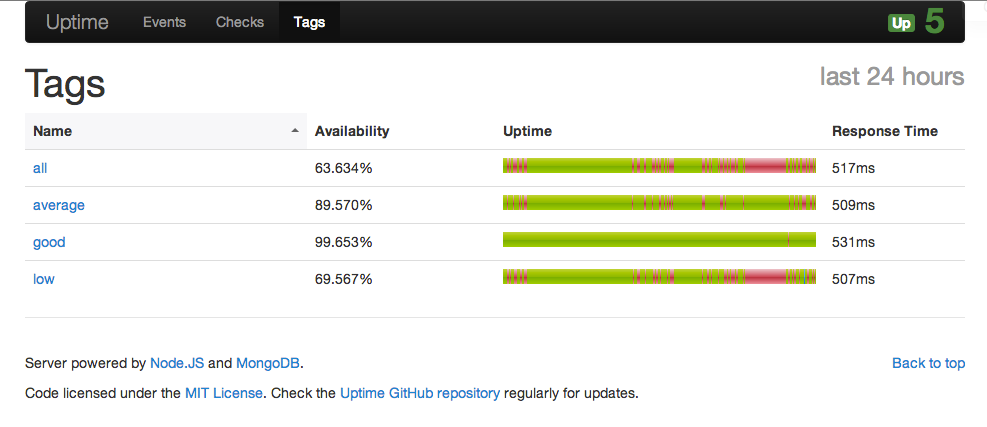 Uptime Events Checks Tags Up 5
Tags last 24 hours
Name Availability Uptime Response Time
all 63.634% 517ms
average 89.570% 509ms
good 99.653% 531ms
low 69.567% 507ms
Server powered by Node.JS and MongoDB. Back to top
Code licensed under the MIT License. Check the Uptime GitHub repository regularly for updates.